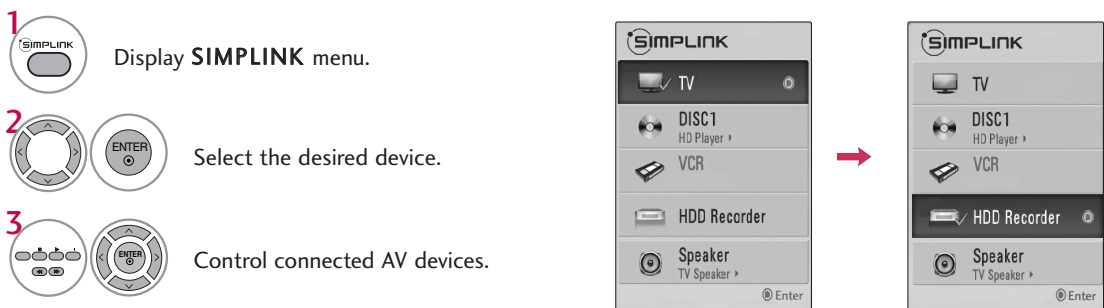 1
SIMPLINK
Display SIMPLINK menu.
2
ENTER
Select the desired device.
3
ENTER
Control connected AV devices.
SIMPLINK
TV
DISC1
HD Player
VCR
HDD Recorder
Speaker
TV Speaker
Enter
SIMPLINK
TV
DISC1
HD Player
VCR
HDD Recorder
Speaker
TV Speaker
Enter